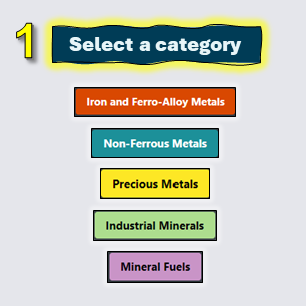 1 Select a category
Iron and Ferro-Alloy Metals
Non-Ferrous Metals
Precious Metals
Industrial Minerals
Mineral Fuels